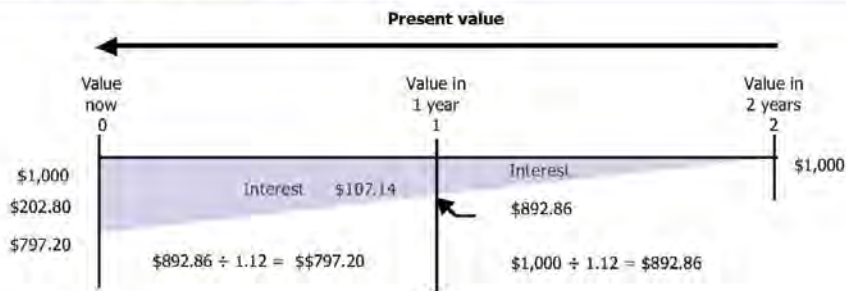 Present value
Value now 0
Value in 1 year 1
Value in 2 years 2
$1,000
$202.80
$797.20
Interest $107.14
Interest
$892.86
$1,000
$892.86 ÷ 1.12 = $$797.20
$1,000 ÷ 1.12 = $892.86